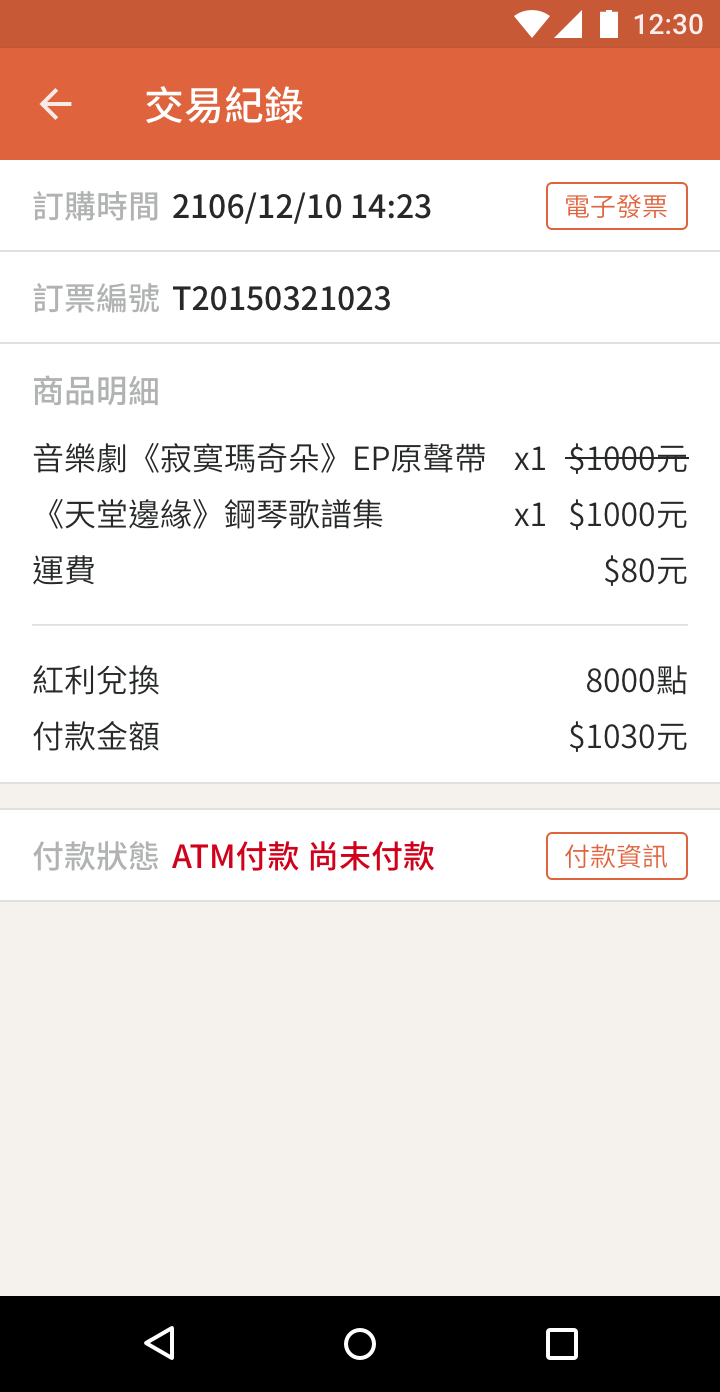 12:30
交易紀錄
訂購時間 2106/12/10 14:23 電子發票
訂票編號 T20150321023
商品明細
音樂劇《寂寞瑪奇朵》EP原聲帶 x1 $1000元
《天堂邊緣》鋼琴歌譜集 x1 $1000元
運費 $80元
紅利兌換 8000點
付款金額 $1030元
付款狀態 ATM付款 尚未付款 付款資訊